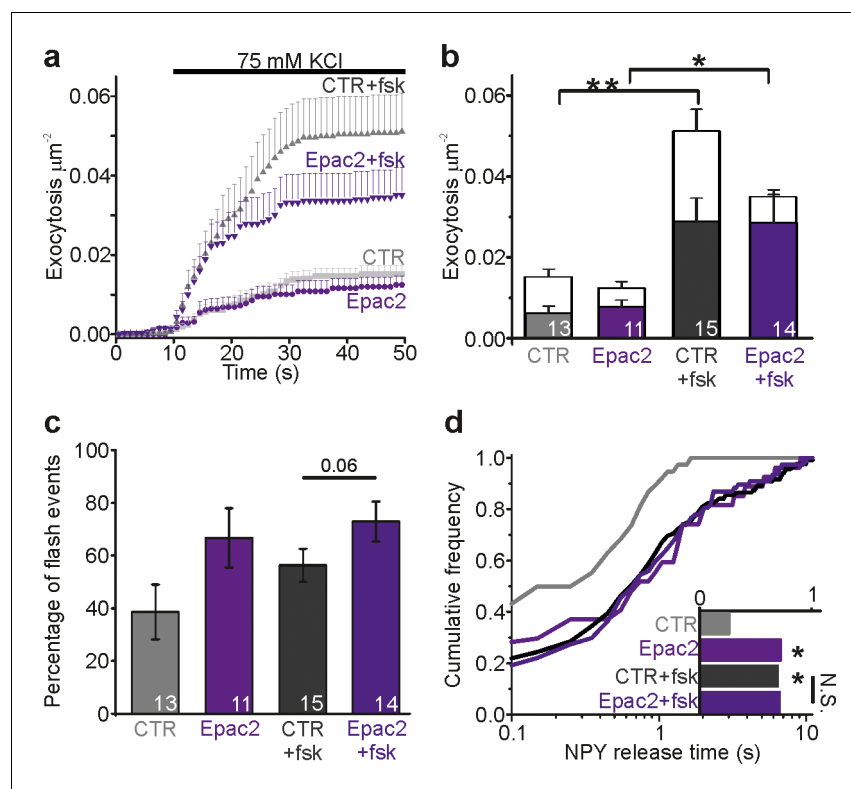 a
75 mM KCl
0.06
0.04
0.02
0.00
Exocytosis µm-2
CTR+fsk
Epac2+fsk
CTR
Epac2
0 10 20 30 40 50
Time (s)
b
** *
0.06
0.04
0.02
0.00
Exocytosis µm-2
13 11 15 14
CTR Epac2 CTR +fsk Epac2 +fsk
c
100
80
60
40
20
0
Percentage of flash events
0.06
13 11 15 14
CTR Epac2 CTR +fsk Epac2 +fsk
d
1.0
0.8
0.6
0.4
0.2
0.0
Cumulative frequency
0 1
CTR
Epac2 *
CTR+fsk *
Epac2+fsk
N.S.
0.1 1 10
NPY release time (s)